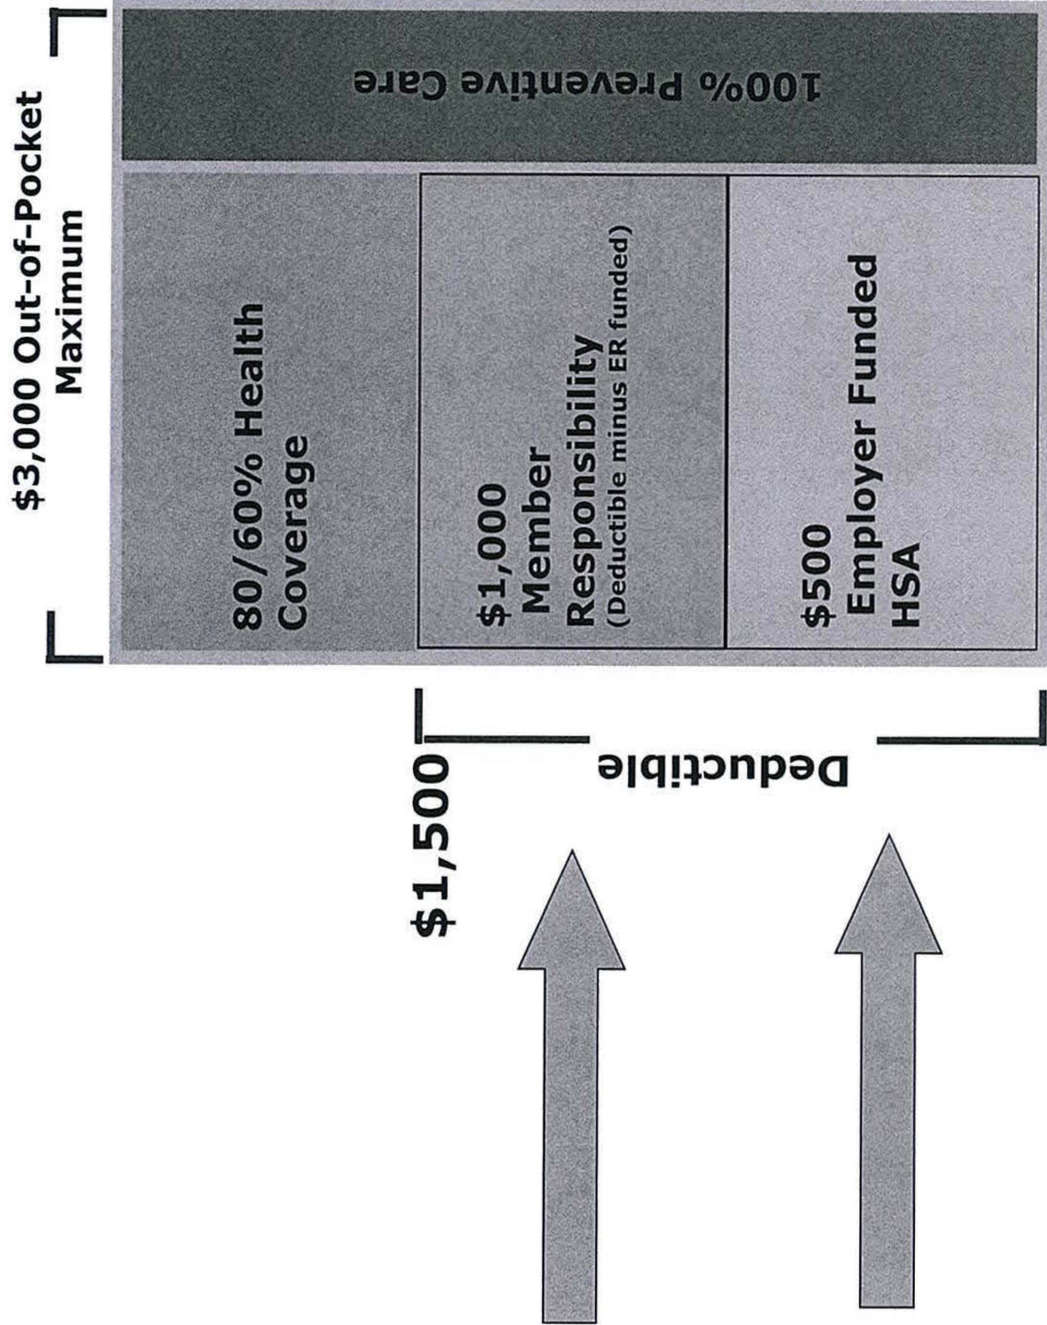 $3,000 Out-of-Pocket
Maximum
80/60% Health
Coverage
$1,000
Member
Responsibility
(Deductible minus ER funded)
$500
Employer Funded
HSA
100% Preventive Care
$1,500
Deductible